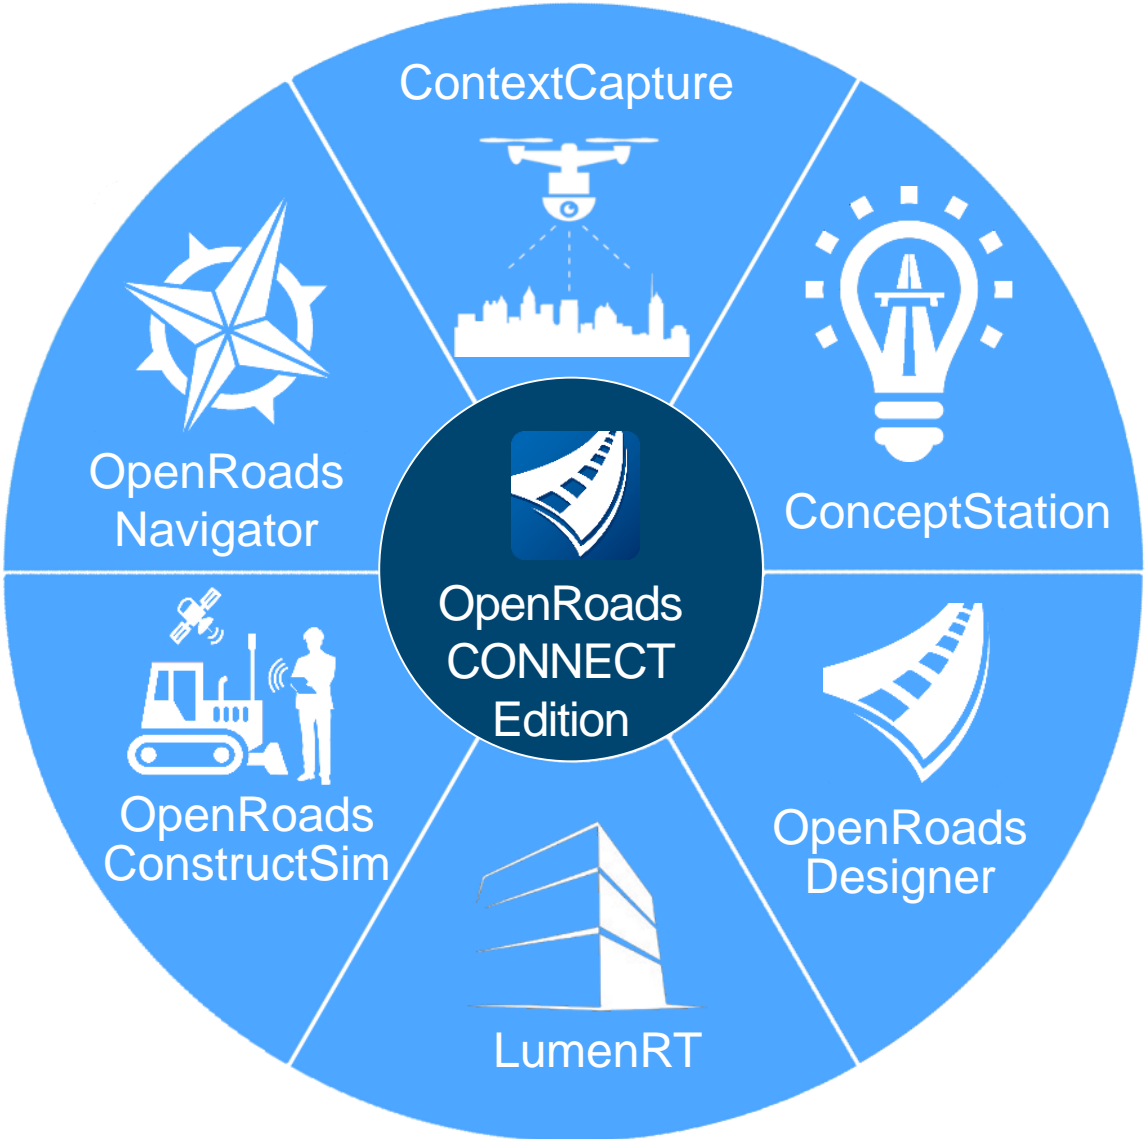 ContextCapture
ConceptStation
OpenRoads
Designer
LumenRT
OpenRoads
ConstructSim
OpenRoads
Navigator
OpenRoads
CONNECT
Edition